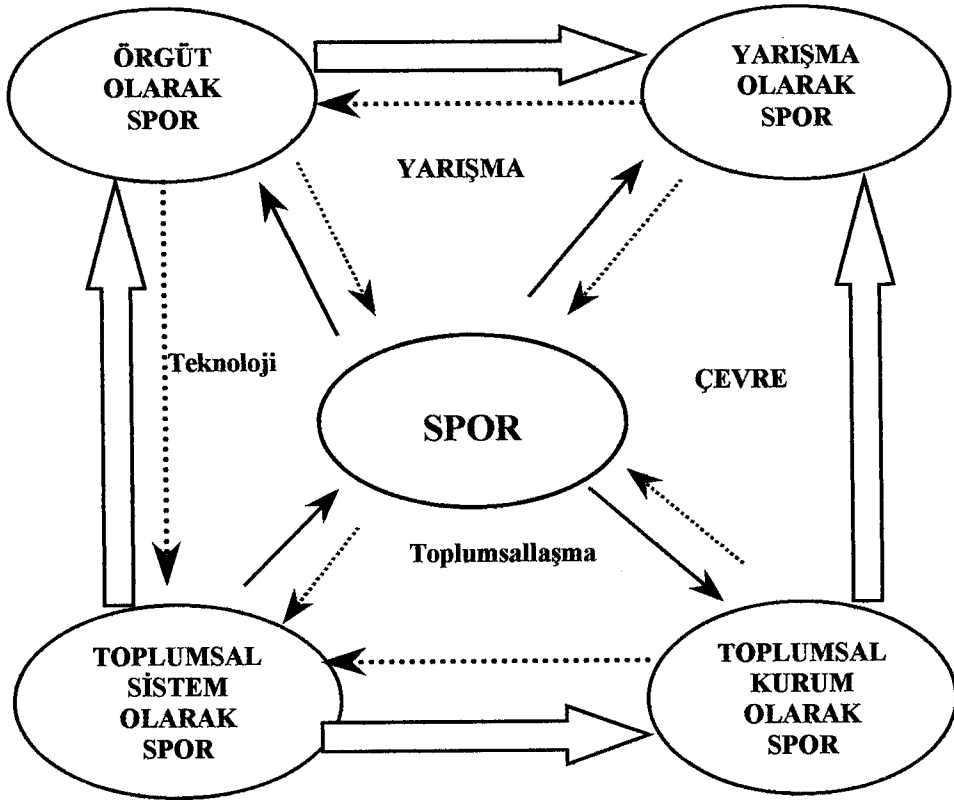 ÖRGÜT
OLARAK
SPOR
YARIŞMA
OLARAK
SPOR
YARIŞMA
Teknoloji
ÇEVRE
SPOR
Toplumsallaşma
TOPLUMSAL
SİSTEM
OLARAK
SPOR
TOPLUMSAL
KURUM
OLARAK
SPOR